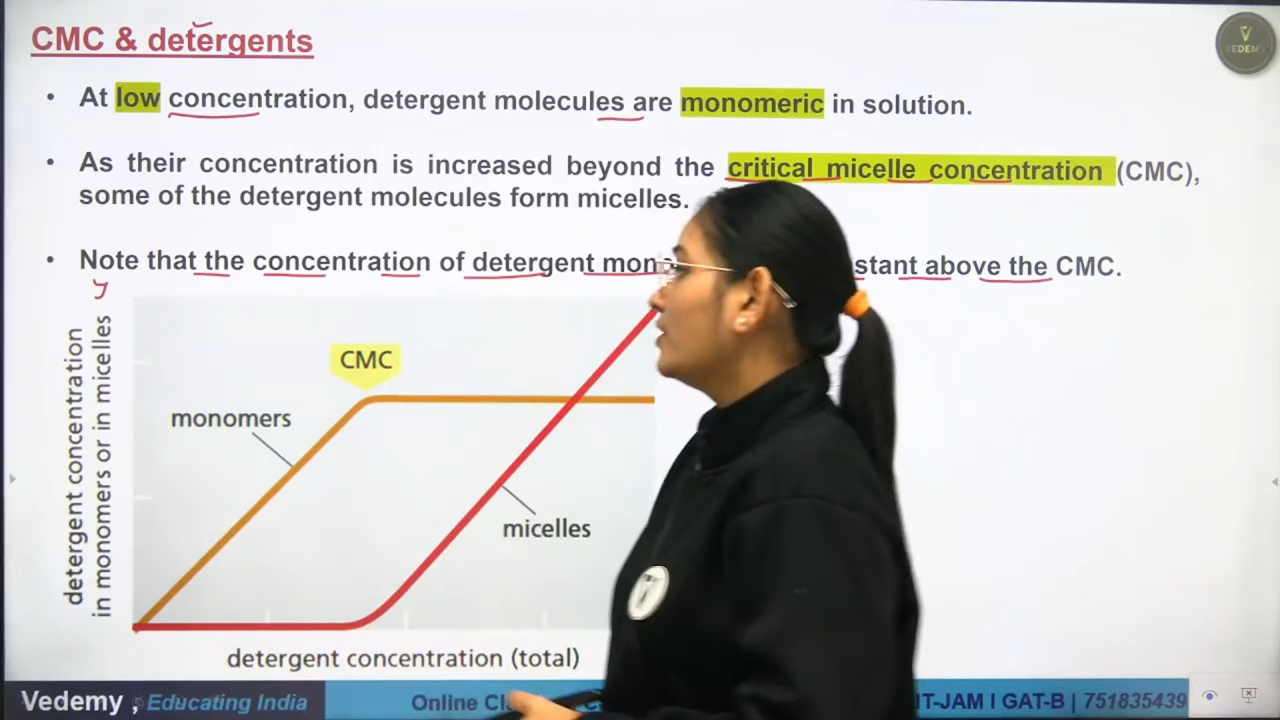 CMC & detergents
VEDEMY
• At low concentration, detergent molecules are monomeric in solution.
• As their concentration is increased beyond the critical micelle concentration (CMC),
some of the detergent molecules form micelles.
• Note that the concentration of detergent mon stant above the CMC.
y
detergent concentration
in monomers or in micelles
CMC
monomers
micelles
detergent concentration (total)
Vedemy , Educating India
Online Cl T-JAM I GAT-B | 751835439